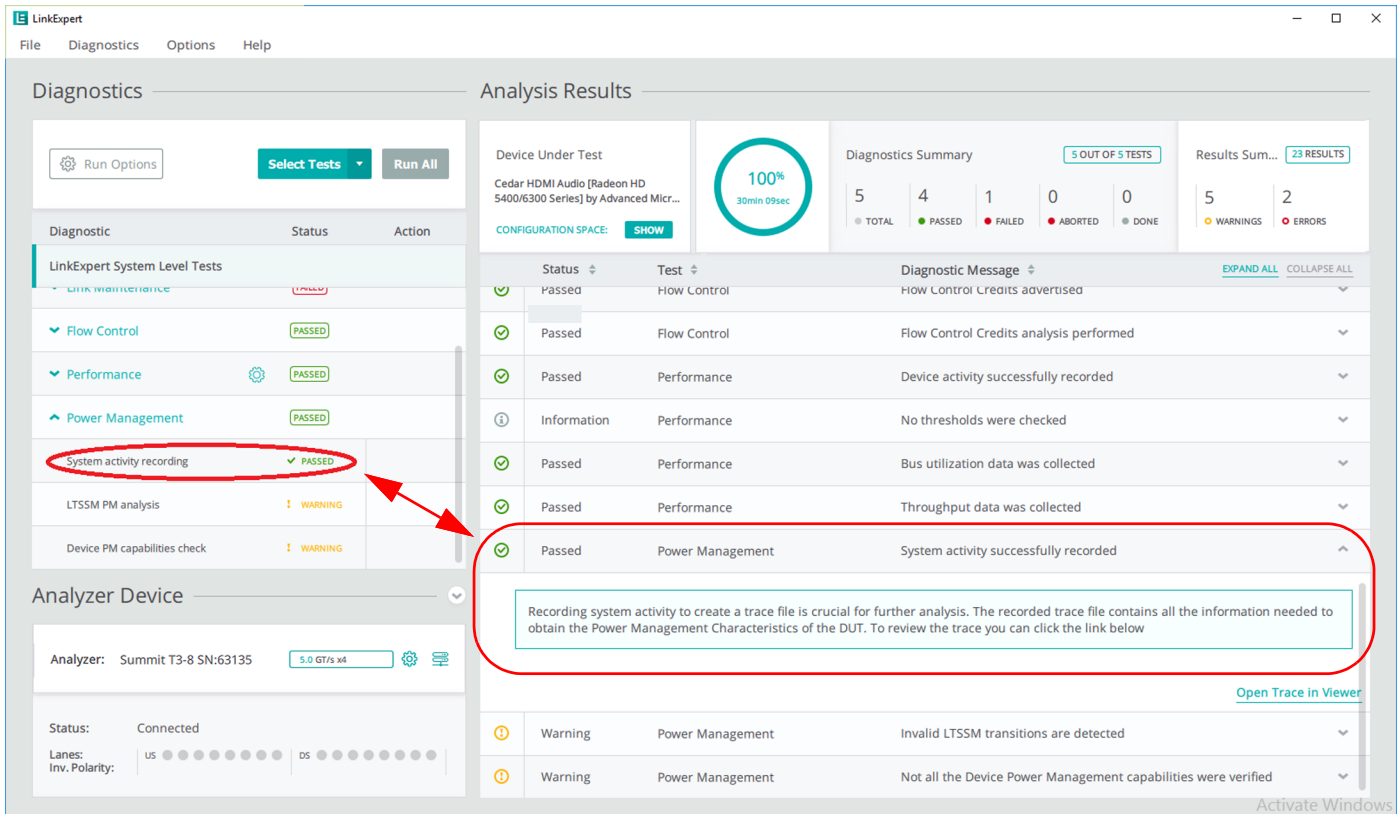 LinkExpert
File Diagnostics Options Help
Diagnostics
Run Options Select Tests Run All
Diagnostic Status Action
LinkExpert System Level Tests
Link Maintenance FAILED
Flow Control PASSED
Performance PASSED
Power Management PASSED
System activity recording PASSED
LTSSM PM analysis ! WARNING
Device PM capabilities check ! WARNING
Analyzer Device
Analyzer: Summit T3-8 SN:63135 5.0 GT/s x4
Status: Connected
Lanes: US DS
Inv. Polarity:
Analysis Results
Device Under Test
Cedar HDMI Audio [Radeon HD
5400/6300 Series] by Advanced Micr...
CONFIGURATION SPACE: SHOW
100%
30min 09sec
Diagnostics Summary 5 OUT OF 5 TESTS
5 4 1 0 0
TOTAL PASSED FAILED ABORTED DONE
Results Sum... 23 RESULTS
5 2
WARNINGS ERRORS
Status Test Diagnostic Message EXPAND ALL COLLAPSE ALL
Passed Flow Control Flow Control Credits advertised
Passed Flow Control Flow Control Credits analysis performed
Passed Performance Device activity successfully recorded
Information Performance No thresholds were checked
Passed Performance Bus utilization data was collected
Passed Performance Throughput data was collected
Passed Power Management System activity successfully recorded
Recording system activity to create a trace file is crucial for further analysis. The recorded trace file contains all the information needed to
obtain the Power Management Characteristics of the DUT. To review the trace you can click the link below
Open Trace in Viewer
Warning Power Management Invalid LTSSM transitions are detected
Warning Power Management Not all the Device Power Management capabilities were verified
Activate Windows